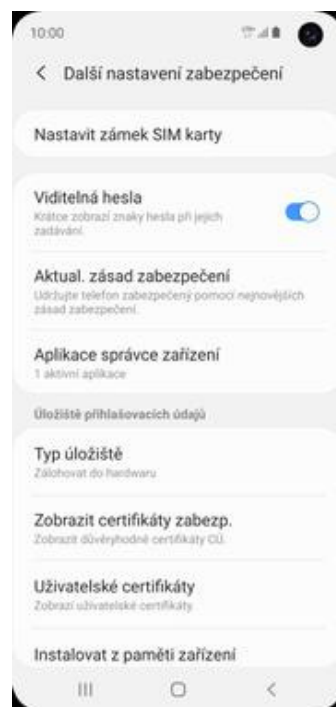 10:00
Další nastavení zabezpečení
Nastavit zámek SIM karty
Viditelná hesla
Krátce zobrazí znaky hesla při jejich
zadávání.
Aktual. zásad zabezpečení
Udržujte telefon zabezpečený pomocí nejnovějších
zásad zabezpečení.
Aplikace správce zařízení
1 aktivní aplikace
Úložiště přihlašovacích údajů
Typ úložiště
Zálohovat do hardwaru
Zobrazit certifikáty zabezp.
Zobrazit důvěryhodné certifikáty CÚ.
Uživatelské certifikáty
Zobrazí uživatelské certifikáty.
Instalovat z paměti zařízení